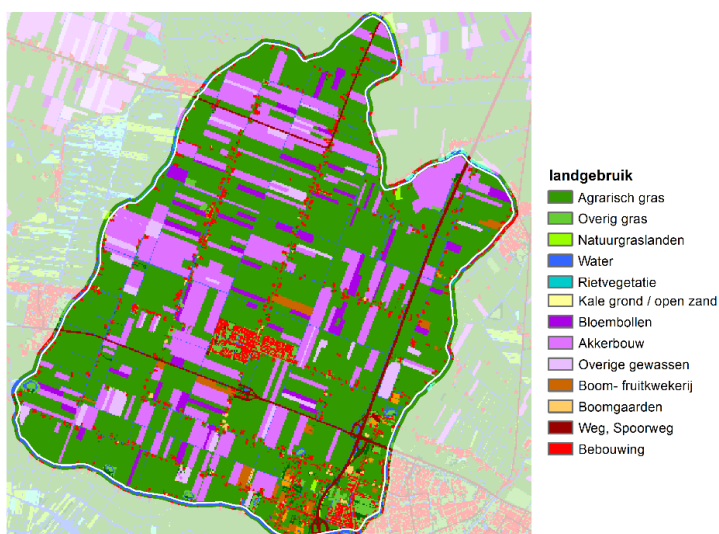 landgebruik
Agrarisch gras
Overig gras
Natuurgraslanden
Water
Rietvegetatie
Kale grond / open zand
Bloembollen
Akkerbouw
Overige gewassen
Boom- fruitkwekerij
Boomgaarden
Weg, Spoorweg
Bebouwing